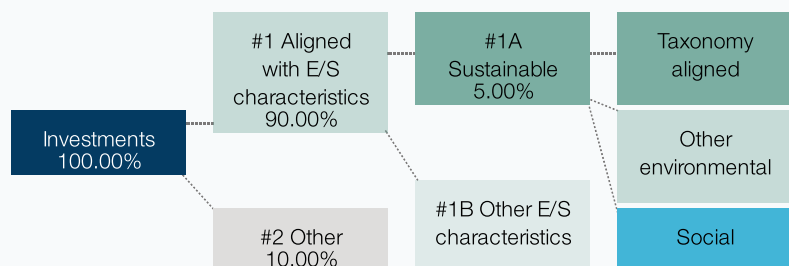 Investments
100.00%
#1 Aligned
with E/S
characteristics
90.00%
#2 Other
10.00%
#1A
Sustainable
5.00%
#1B Other E/S
characteristics
Taxonomy
aligned
Other
environmental
Social